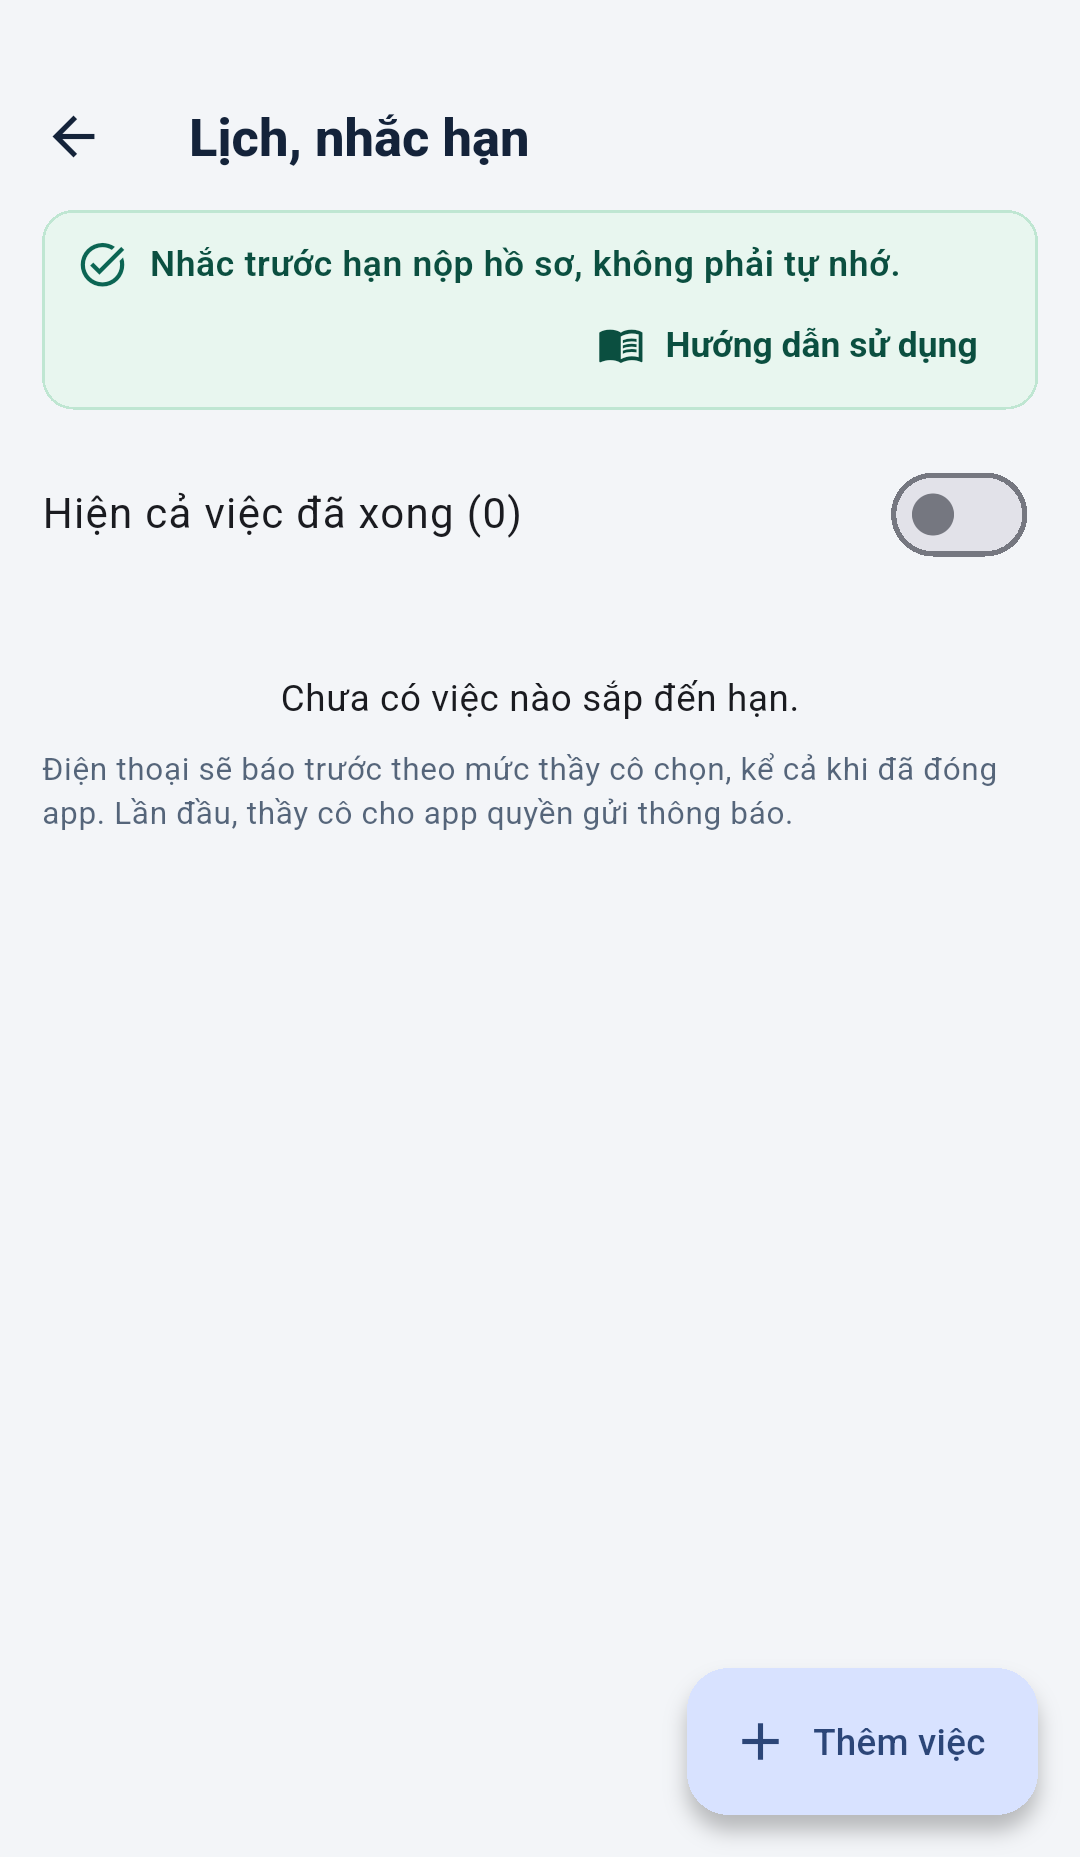 Lịch, nhắc hạn
Nhắc trước hạn nộp hồ sơ, không phải tự nhớ.
Hướng dẫn sử dụng
Hiện cả việc đã xong (0)
Chưa có việc nào sắp đến hạn.
Điện thoại sẽ báo trước theo mức thầy cô chọn, kể cả khi đã đóng
app. Lần đầu, thầy cô cho app quyền gửi thông báo.
Thêm việc